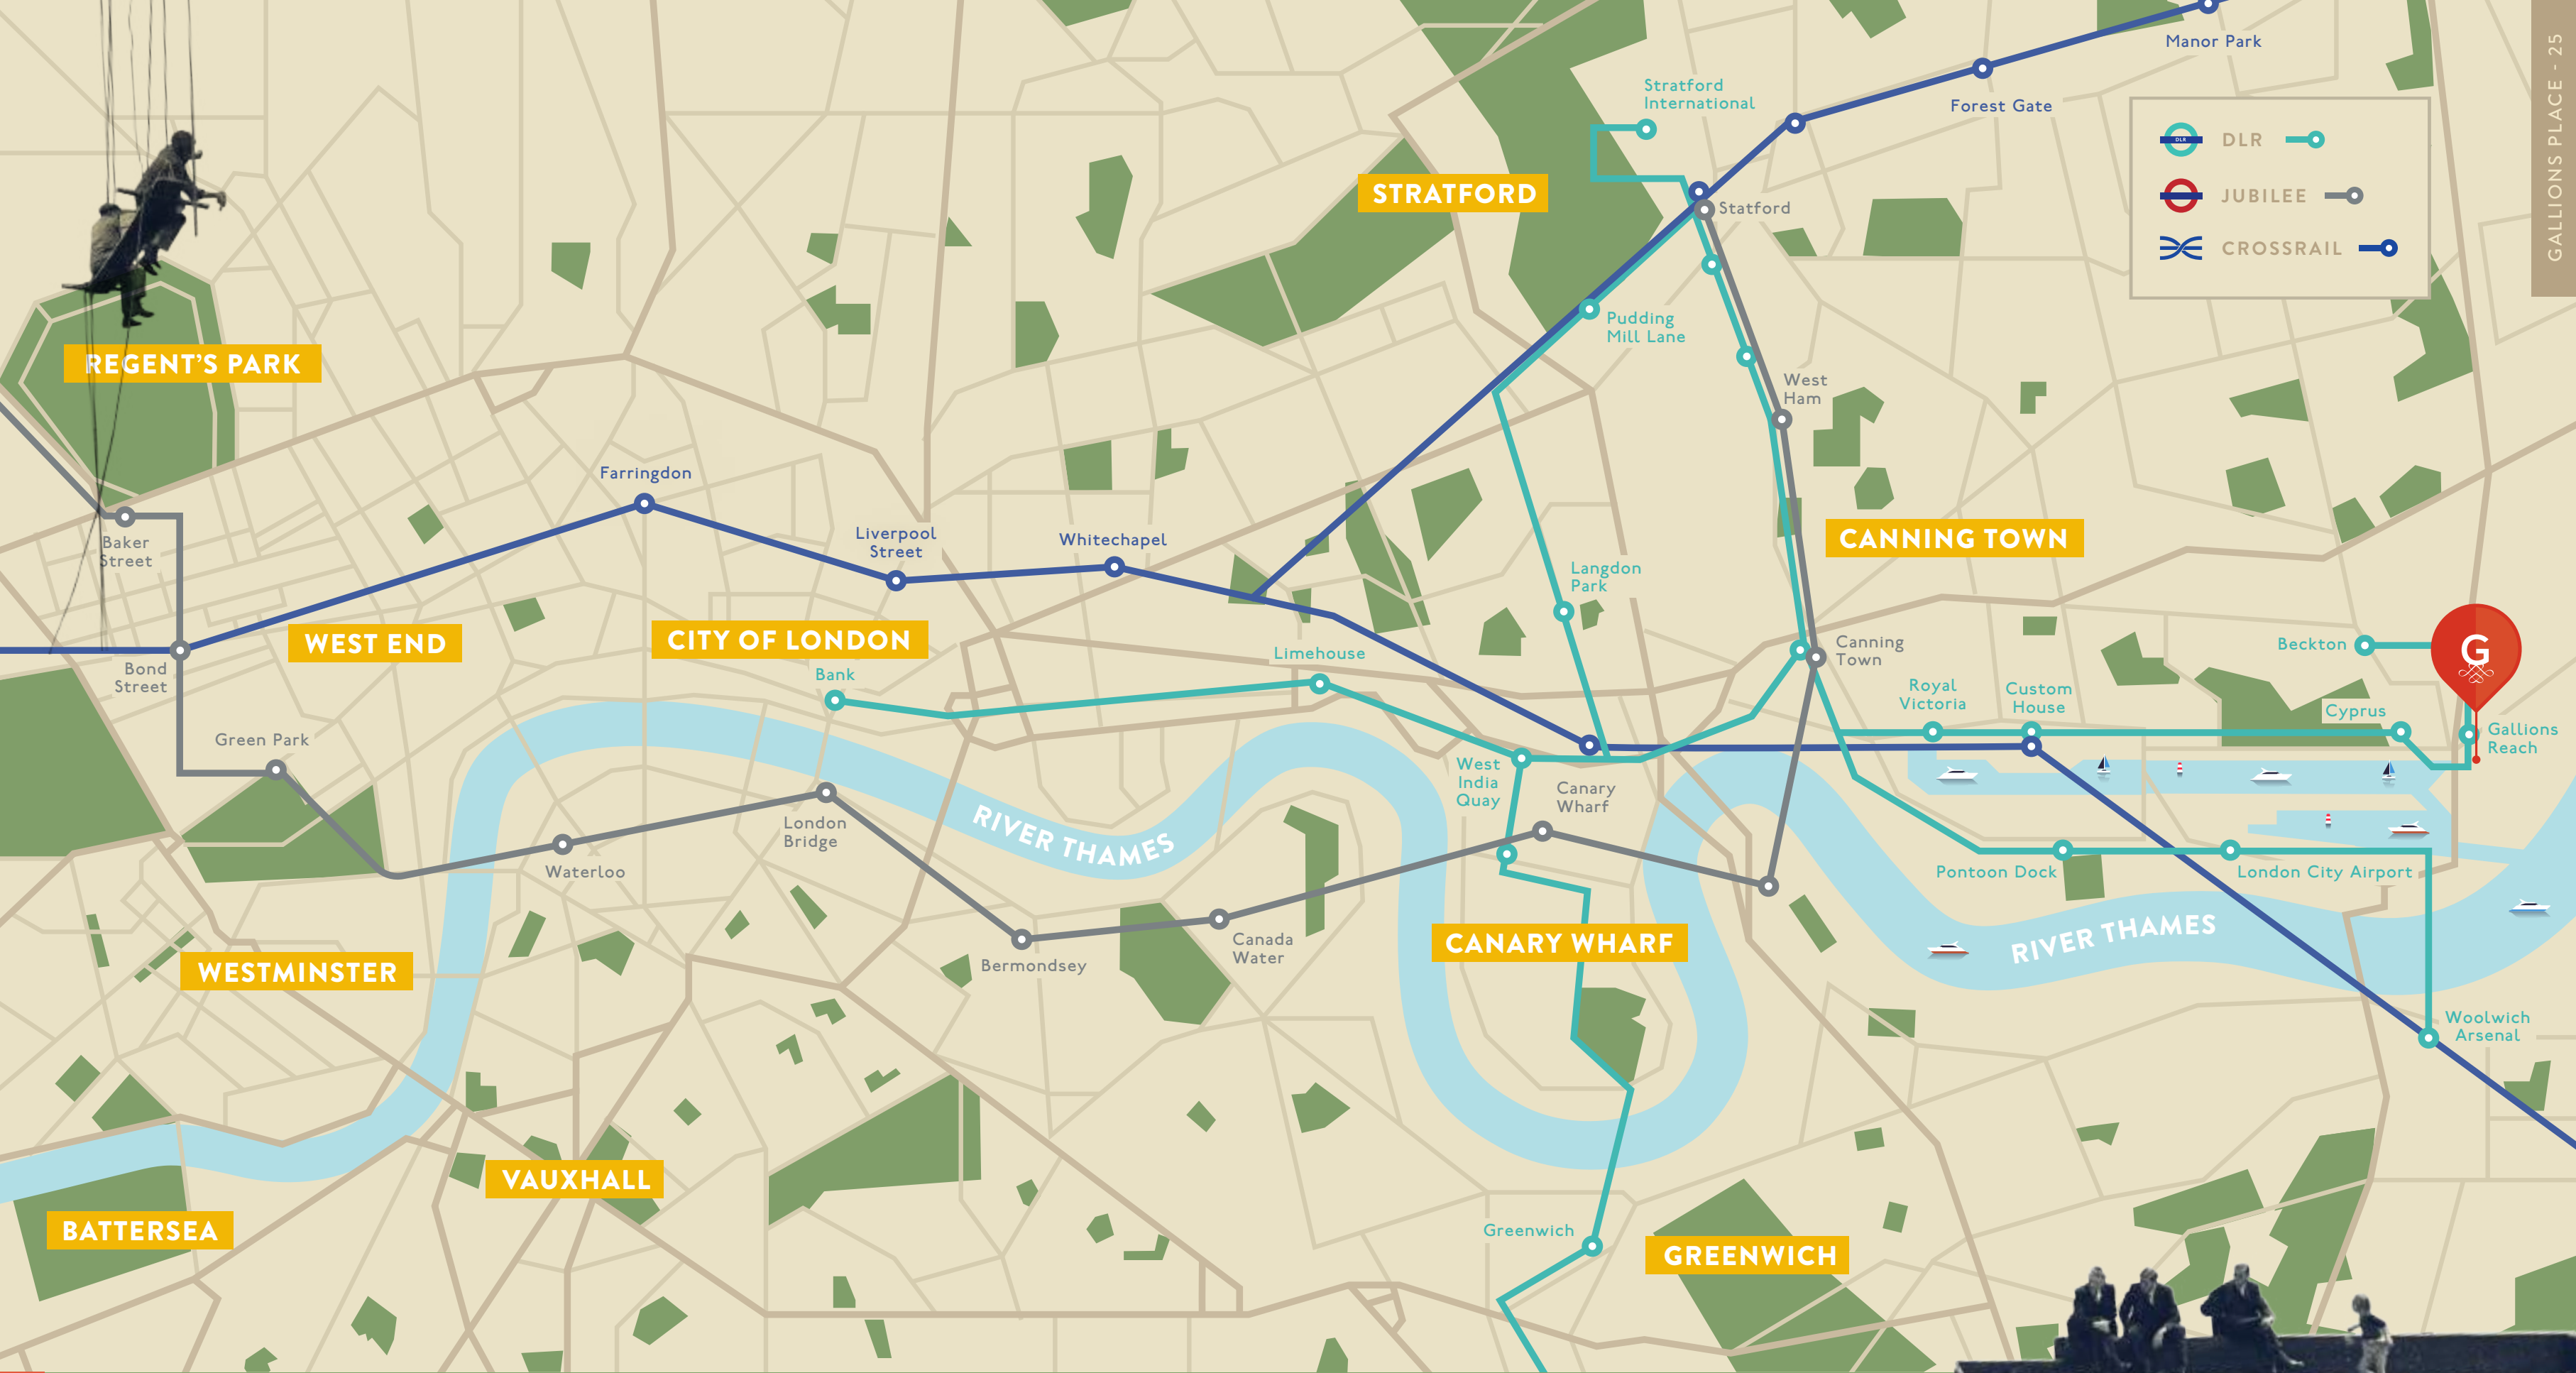 GALLIONS PLACE - 25
Manor Park
Forest Gate
Stratford
International
DLR
DLR
JUBILEE
CROSSRAIL
STRATFORD
Statford
Pudding
Mill Lane
REGENT'S PARK
West
Ham
Farringdon
Liverpool
Street
Whitechapel
CANNING TOWN
Baker
Street
Langdon
Park
WEST END
CITY OF LONDON
Bank
Limehouse
Canning
Town
Beckton
G
Bond
Street
Royal
Victoria
Custom
House
Cyprus
Gallions
Reach
Green Park
West
India
Quay
Canary
Wharf
London
Bridge
RIVER THAMES
Waterloo
Pontoon Dock
London City Airport
Canada
Water
Bermondsey
CANARY WHARF
RIVER THAMES
WESTMINSTER
Woolwich
Arsenal
VAUXHALL
BATTERSEA
Greenwich
GREENWICH